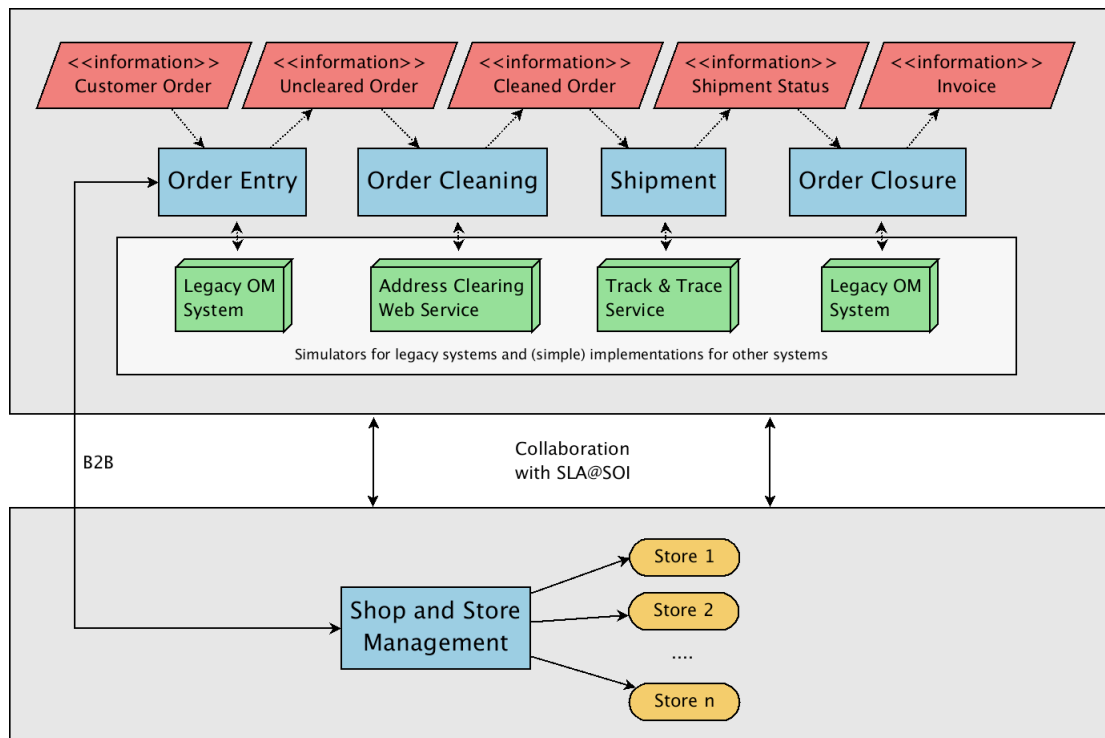 <<information>>
Customer Order
<<information>>
Uncleared Order
<<information>>
Cleaned Order
<<information>>
Shipment Status
<<information>>
Invoice
Order Entry
Order Cleaning
Shipment
Order Closure
Legacy OM
System
Address Clearing
Web Service
Track & Trace
Service
Legacy OM
System
Simulators for legacy systems and (simple) implementations for other systems
B2B
Collaboration
with SLA@SOI
Shop and Store
Management
Store 1
Store 2
....
Store n